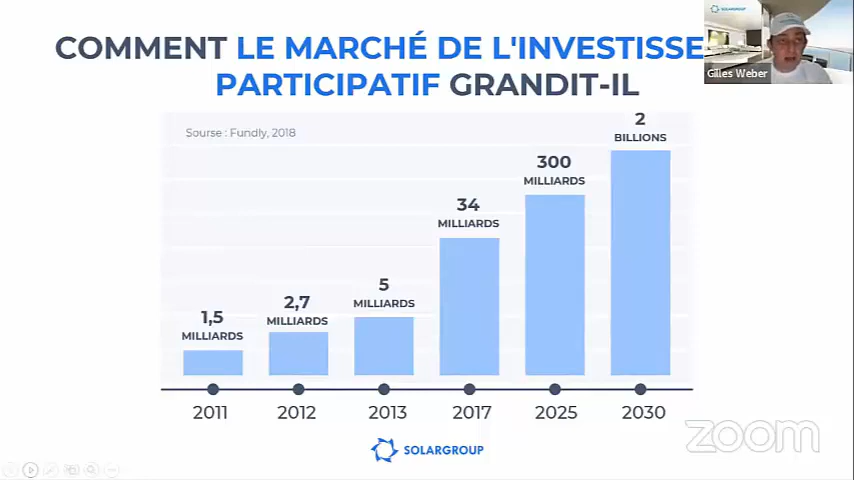 COMMENT LE MARCHÉ DE L'INVESTISSE
PARTICIPATIF GRANDIT-IL
SOLARGROUP
Gilles Weber
Sourse : Fundly, 2018
1,5
MILLIARDS
2,7
MILLIARDS
5
MILLIARDS
34
MILLIARDS
300
MILLIARDS
2
BILLIONS
2011
2012
2013
2017
2025
2030
SOLARGROUP
zoom